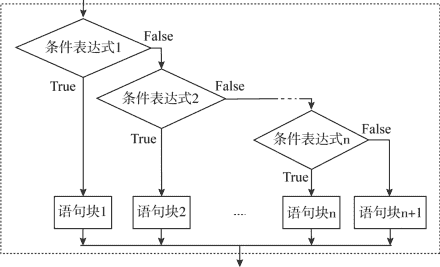 False
条件表达式1
True
False
条件表达式2
True
False
条件表达式n
True
语句块1
语句块2
....
语句块n
语句块n+1